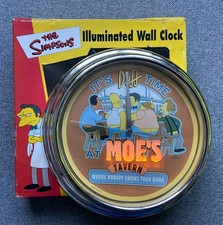 THE SIMPSONS
Illuminated Wall Clock
IT'S Duff TIME
AT MOE'S
TAVERN
WHERE NOBODY KNOWS YOUR NAME